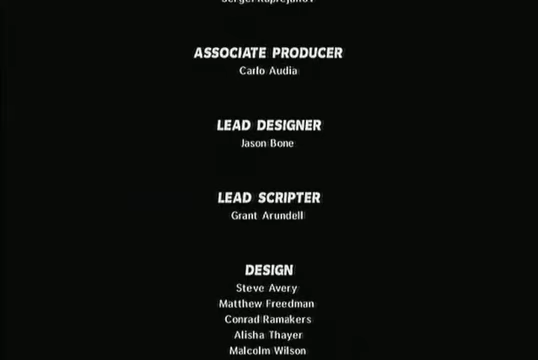 ASSOCIATE PRODUCER
Carlo Audia
LEAD DESIGNER
Jason Bone
LEAD SCRIPTER
Grant Arundell
DESIGN
Steve Avery
Matthew Freedman
Conrad Ramakers
Alisha Thayer
Malcolm Wilson